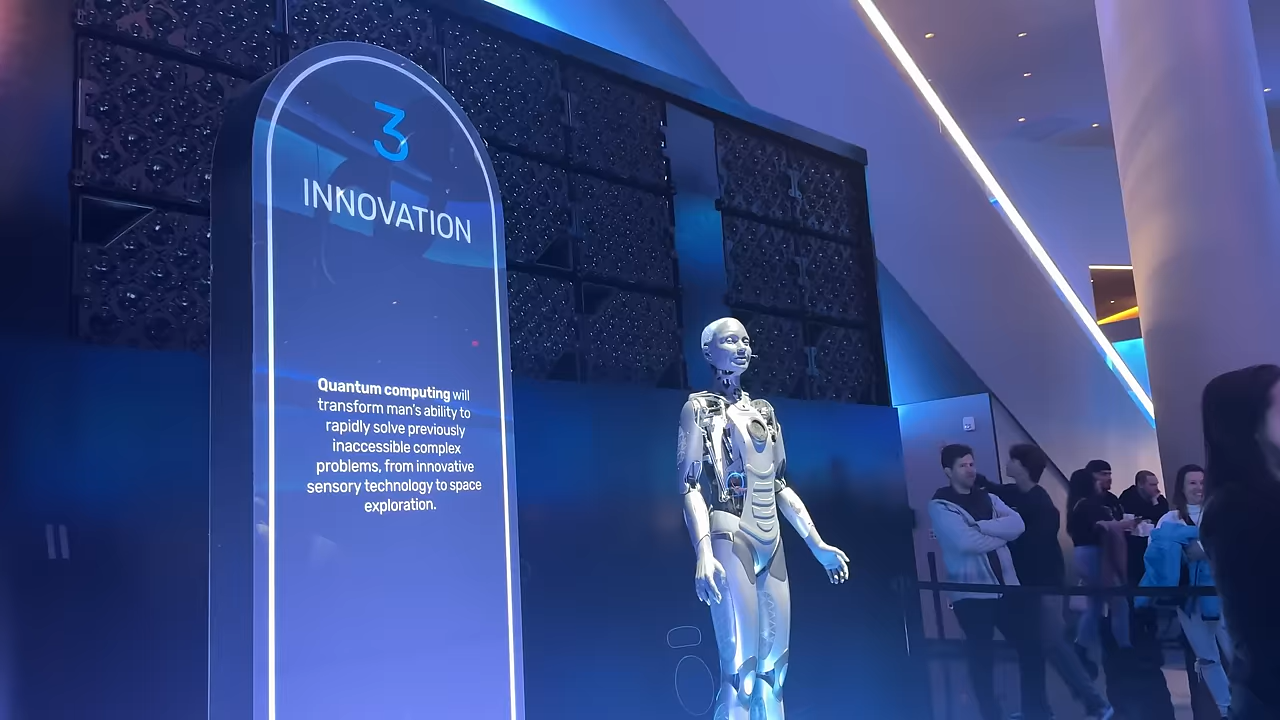 3
INNOVATION
Quantum computing will
transform man's ability to
rapidly solve previously
inaccessible complex
problems, from innovative
sensory technology to space
exploration.